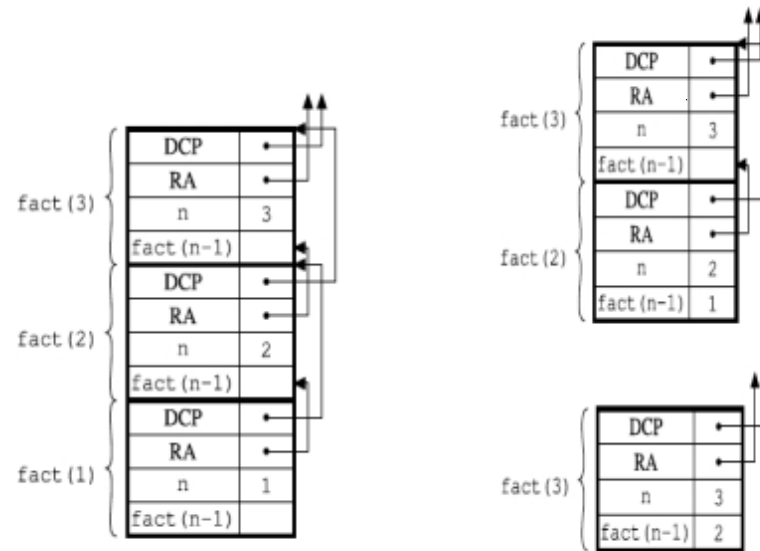 fact(3)
DCP
RA
n 3
fact(n-1)
fact(2)
DCP
RA
n 2
fact(n-1)
fact(1)
DCP
RA
n 1
fact(n-1)
fact(3)
DCP
RA
n 3
fact(n-1)
fact(2)
DCP
RA
n 2
fact(n-1) 1
fact(3)
DCP
RA
n 3
fact(n-1) 2